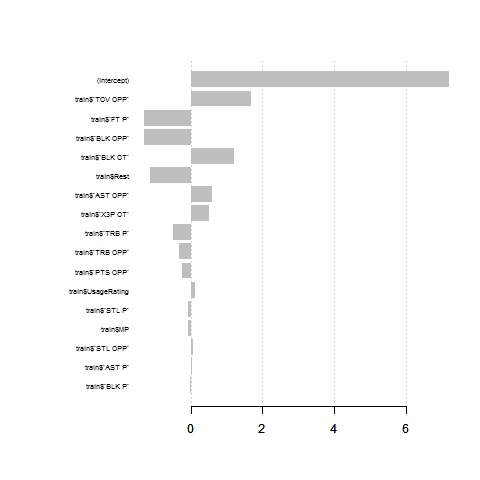 (Intercept)
train$`TOV OPP`
train$`FT P`
train$`BLK OPP`
train$`BLK OT`
train$Rest
train$`AST OPP`
train$`X3P OT`
train$`TRB P`
train$`TRB OPP`
train$`PTS OPP`
train$UsageRating
train$`STL P`
train$MP
train$`STL OPP`
train$`AST P`
train$`BLK P`
0 2 4 6